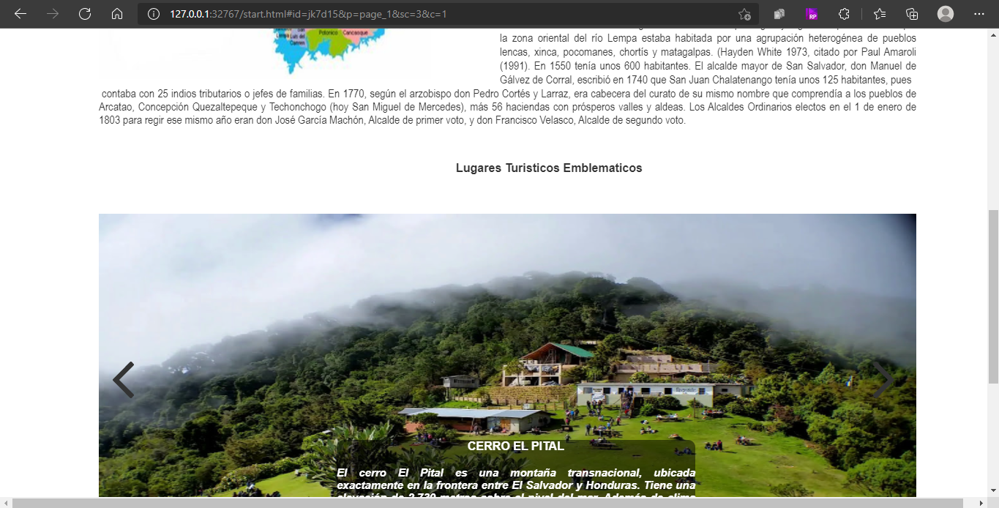 127.0.0.1:32767/start.html#id=jk7d15&p=page_1&sc=3&c=1
RP
Potonico Cancasque
San
Lempa Luis del
Carmen
la zona oriental del río Lempa estaba habitada por una agrupación heterogénea de pueblos
lencas, xinca, pocomanes, chortís y matagalpas. (Hayden White 1973, citado por Paul Amaroli
(1991). En 1550 tenía unos 600 habitantes. El alcalde mayor de San Salvador, don Manuel de
Gálvez de Corral, escribió en 1740 que San Juan Chalatenango tenía unos 125 habitantes, pues
contaba con 25 indios tributarios o jefes de familias. En 1770, según el arzobispo don Pedro Cortés y Larraz, era cabecera del curato de su mismo nombre que comprendía a los pueblos de
Arcatao, Concepción Quezaltepeque y Techonchogo (hoy San Miguel de Mercedes), más 56 haciendas con prósperos valles y aldeas. Los Alcaldes Ordinarios electos en el 1 de enero de
1803 para regir ese mismo año eran don José García Machón, Alcalde de primer voto, y don Francisco Velasco, Alcalde de segundo voto.
Lugares Turisticos Emblematicos
CERRO EL PITAL
El cerro El Pital es una montaña transnacional, ubicada
exactamente en la frontera entre El Salvador y Honduras. Tiene una
elevación de 2,730 metros sobre el nivel del mar. Además de clima